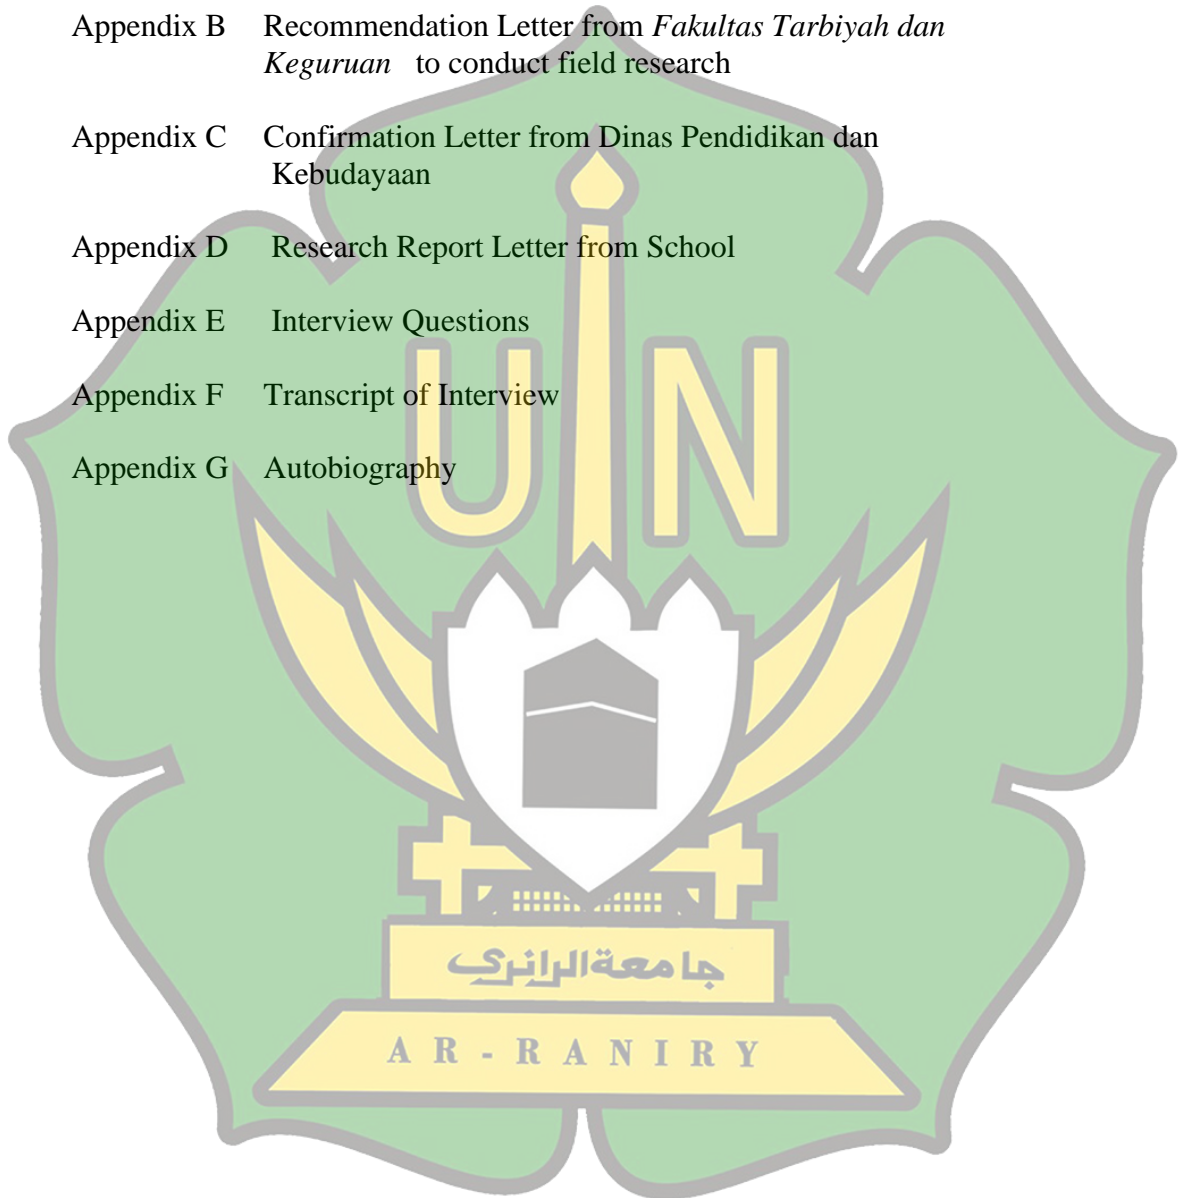 Appendix B Recommendation Letter from Fakultas Tarbiyah dan
Keguruan to conduct field research
Appendix C Confirmation Letter from Dinas Pendidikan dan
Kebudayaan
Appendix D Research Report Letter from School
Appendix E Interview Questions
Appendix F Transcript of Interview
Appendix G Autobiography
UIN
جامعةالرانري
AR-RANIRY